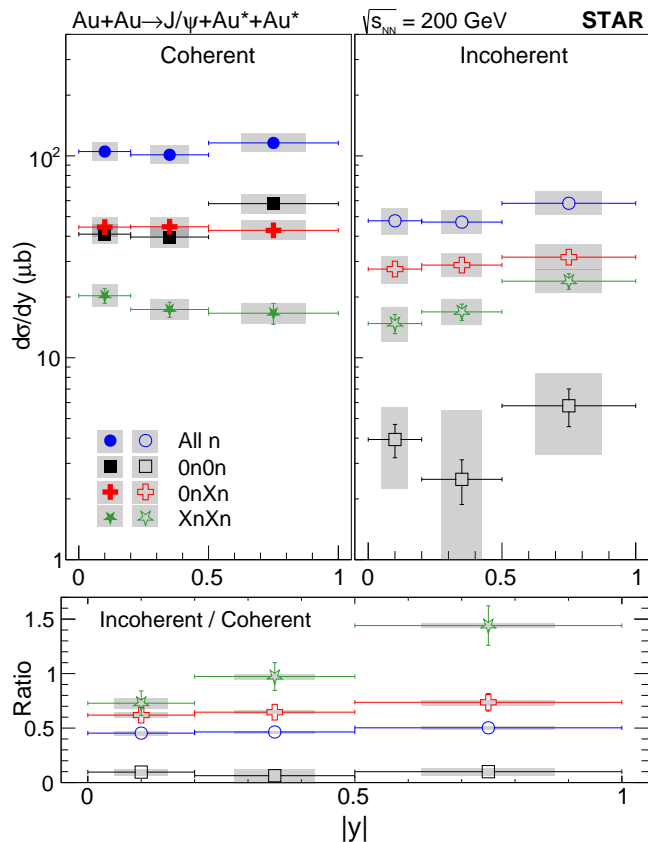 Au+Au→J/ψ+Au*+Au*
√s_NN = 200 GeV
STAR
Coherent
Incoherent
dσ/dy (μb)
10²
10
1
All n
0n0n
0nXn
XnXn
0 0.5 1
0 0.5 1
Incoherent / Coherent
Ratio
1.5
1
0.5
0
0 0.5 1
|y|